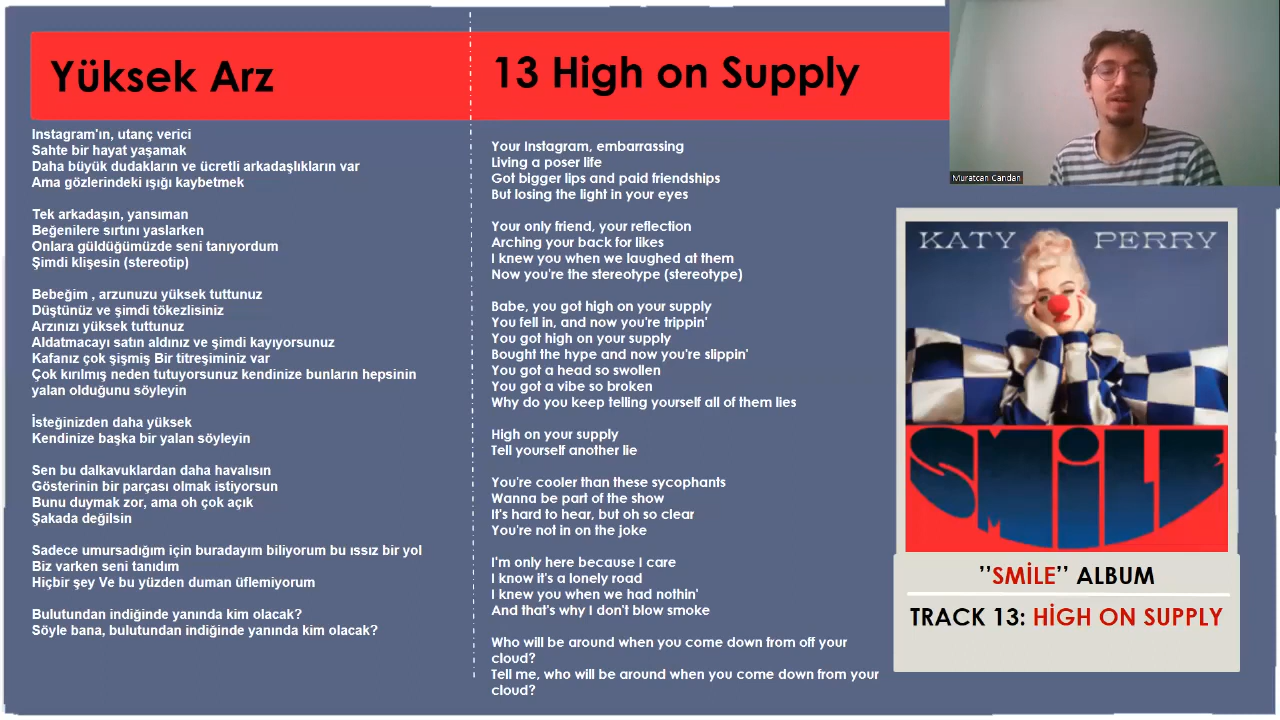 Yüksek Arz
Instagram'ın, utanç verici
Sahte bir hayat yaşamak
Daha büyük dudakların ve ücretli arkadaşlıkların var
Ama gözlerindeki ışığı kaybetmek
Tek arkadaşın, yansıman
Beğenilere sırtını yaslarken
Onlara güldüğümüzde seni tanıyordum
Şimdi klişesin (stereotip)
Bebeğim , arzunuzu yüksek tuttunuz
Düştünüz ve şimdi tökezlisiniz
Arzınızı yüksek tuttunuz
Aldatmacayı satın aldınız ve şimdi kayıyorsunuz
Kafanız çok şişmiş Bir titreşiminiz var
Çok kırılmış neden tutuyorsunuz kendinize bunların hepsinin
yalan olduğunu söyleyin
İsteğinizden daha yüksek
Kendinize başka bir yalan söyleyin
Sen bu dalkavuklardan daha havalısın
Gösterinin bir parçası olmak istiyorsun
Bunu duymak zor, ama oh çok açık
Şakada değilsin
Sadece umursadığım için buradayım biliyorum bu ıssız bir yol
Biz varken seni tanıdım
Hiçbir şey Ve bu yüzden duman üflemiyorum
Bulutundan indiğinde yanında kim olacak?
Söyle bana, bulutundan indiğinde yanında kim olacak?
13 High on Supply
Your Instagram, embarrassing
Living a poser life
Got bigger lips and paid friendships
But losing the light in your eyes
Your only friend, your reflection
Arching your back for likes
I knew you when we laughed at them
Now you're the stereotype (stereotype)
Babe, you got high on your supply
You fell in, and now you're trippin'
You got high on your supply
Bought the hype and now you're slippin'
You got a head so swollen
You got a vibe so broken
Why do you keep telling yourself all of them lies
High on your supply
Tell yourself another lie
You're cooler than these sycophants
Wanna be part of the show
It's hard to hear, but oh so clear
You're not in on the joke
I'm only here because I care
I know it's a lonely road
I knew you when we had nothin'
And that's why I don't blow smoke
Who will be around when you come down from off your
cloud?
Tell me, who will be around when you come down from your
cloud?
Muratcan Candan
KATY PERRY
SMILE
’’SMİLE’’ ALBUM
TRACK 13: HİGH ON SUPPLY